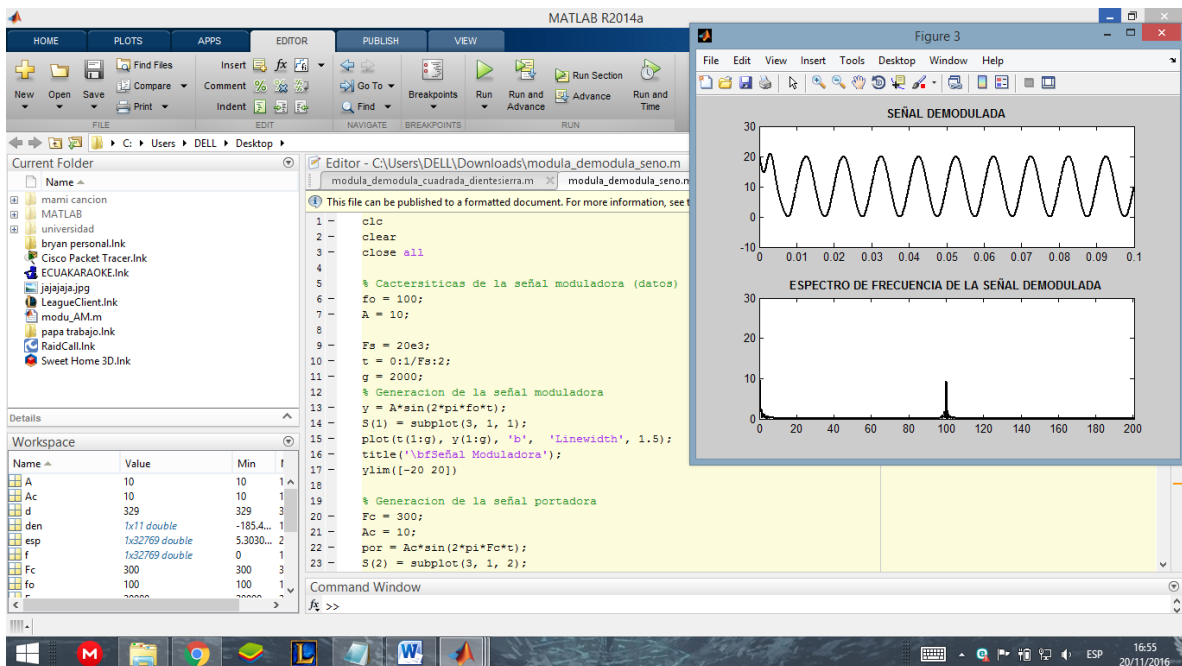 MATLAB R2014a
HOME PLOTS APPS EDITOR PUBLISH VIEW
New Open Save
Find Files
Compare
Print
Insert fx
Comment %
Indent
Go To
Find
Breakpoints
Run
Run and Advance
Run Section
Advance
Run and Time
FILE EDIT NAVIGATE BREAKPOINTS RUN
C: Users DELL Desktop
Current Folder
Name
mami cancion
MATLAB
universidad
bryan personal.lnk
Cisco Packet Tracer.lnk
ECUAKARAOKE.lnk
jajajaja.jpg
LeagueClient.lnk
modu_AM.m
papa trabajo.lnk
RaidCall.lnk
Sweet Home 3D.lnk
Details
Workspace
Name Value Min
A 10 10 1
Ac 10 10 1
d 329 329 3
den 1x11 double -185.4... 1
esp 1x32769 double 5.3030... 2
f 1x32769 double 0 1
Fc 300 300 3
fo 100 100 1
Editor - C:\Users\DELL\Downloads\modula_demodula_seno.m
modula_demodula_cuadrada_dientesierra.m modula_demodula_seno.m
This file can be published to a formatted document. For more information, see t
1 - clc
2 - clear
3 - close all
4
5 % Cactersiticas de la señal moduladora (datos)
6 - fo = 100;
7 - A = 10;
8
9 - Fs = 20e3;
10 - t = 0:1/Fs:2;
11 - g = 2000;
12 % Generacion de la señal moduladora
13 - y = A*sin(2*pi*fo*t);
14 - S(1) = subplot(3, 1, 1);
15 - plot(t(1:g), y(1:g), 'b', 'Linewidth', 1.5);
16 - title('\bfSeñal Moduladora');
17 - ylim([-20 20])
18
19 % Generacion de la señal portadora
20 - Fc = 300;
21 - Ac = 10;
22 - por = Ac*sin(2*pi*Fc*t);
23 - S(2) = subplot(3, 1, 2);
Command Window
fx >>
Figure 3
File Edit View Insert Tools Desktop Window Help
SEÑAL DEMODULADA
30
20
10
0
-10
0 0.01 0.02 0.03 0.04 0.05 0.06 0.07 0.08 0.09 0.1
ESPECTRO DE FRECUENCIA DE LA SEÑAL DEMODULADA
30
20
10
0
0 20 40 60 80 100 120 140 160 180 200
ESP
16:55
20/11/2016